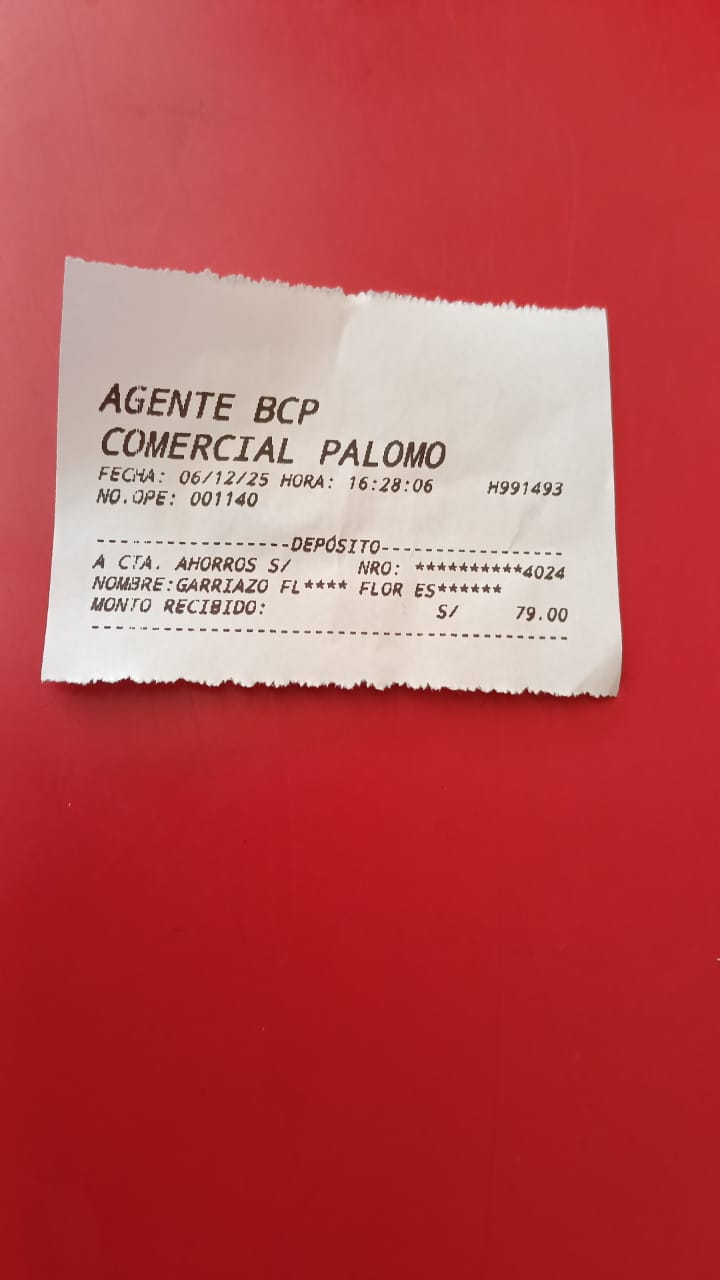 AGENTE BCP
COMERCIAL PALOMO
FECHA: 06/12/25 HORA: 16:28:06 H991493
NO.OPE: 001140
------------------DEPÓSITO-----------------
A CTA. AHORROS S/ NRO: **********4024
NOMBRE:GARRIAZO FL**** FLOR ES******
MONTO RECIBIDO: S/ 79.00
--------------------------------------------